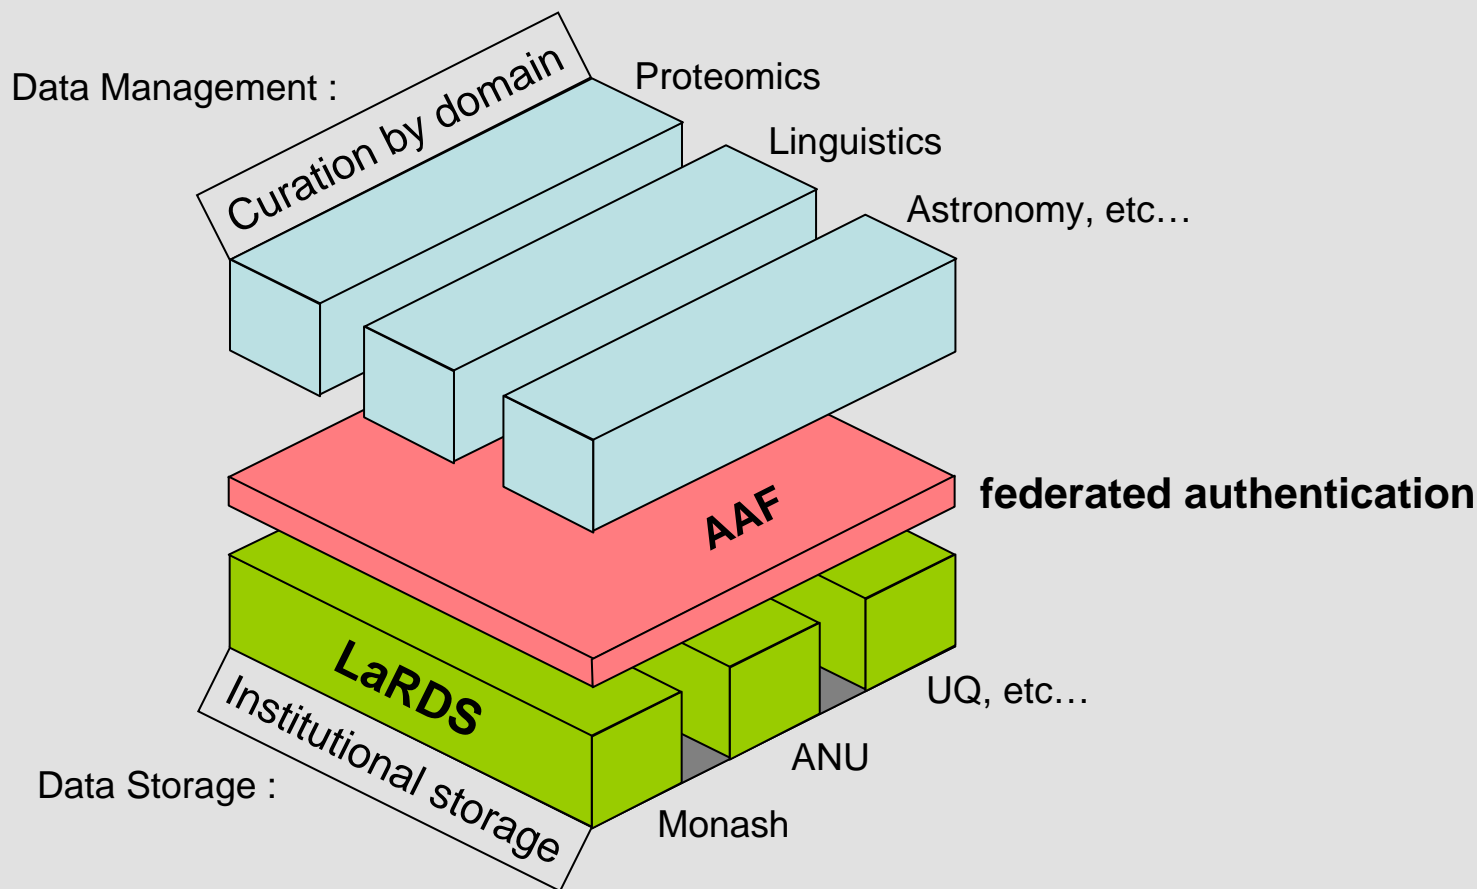 Data Management :
Curation by domain
Proteomics
Linguistics
Astronomy, etc…
AAF
federated authentication
LaRDS
Institutional storage
Data Storage :
UQ, etc…
ANU
Monash